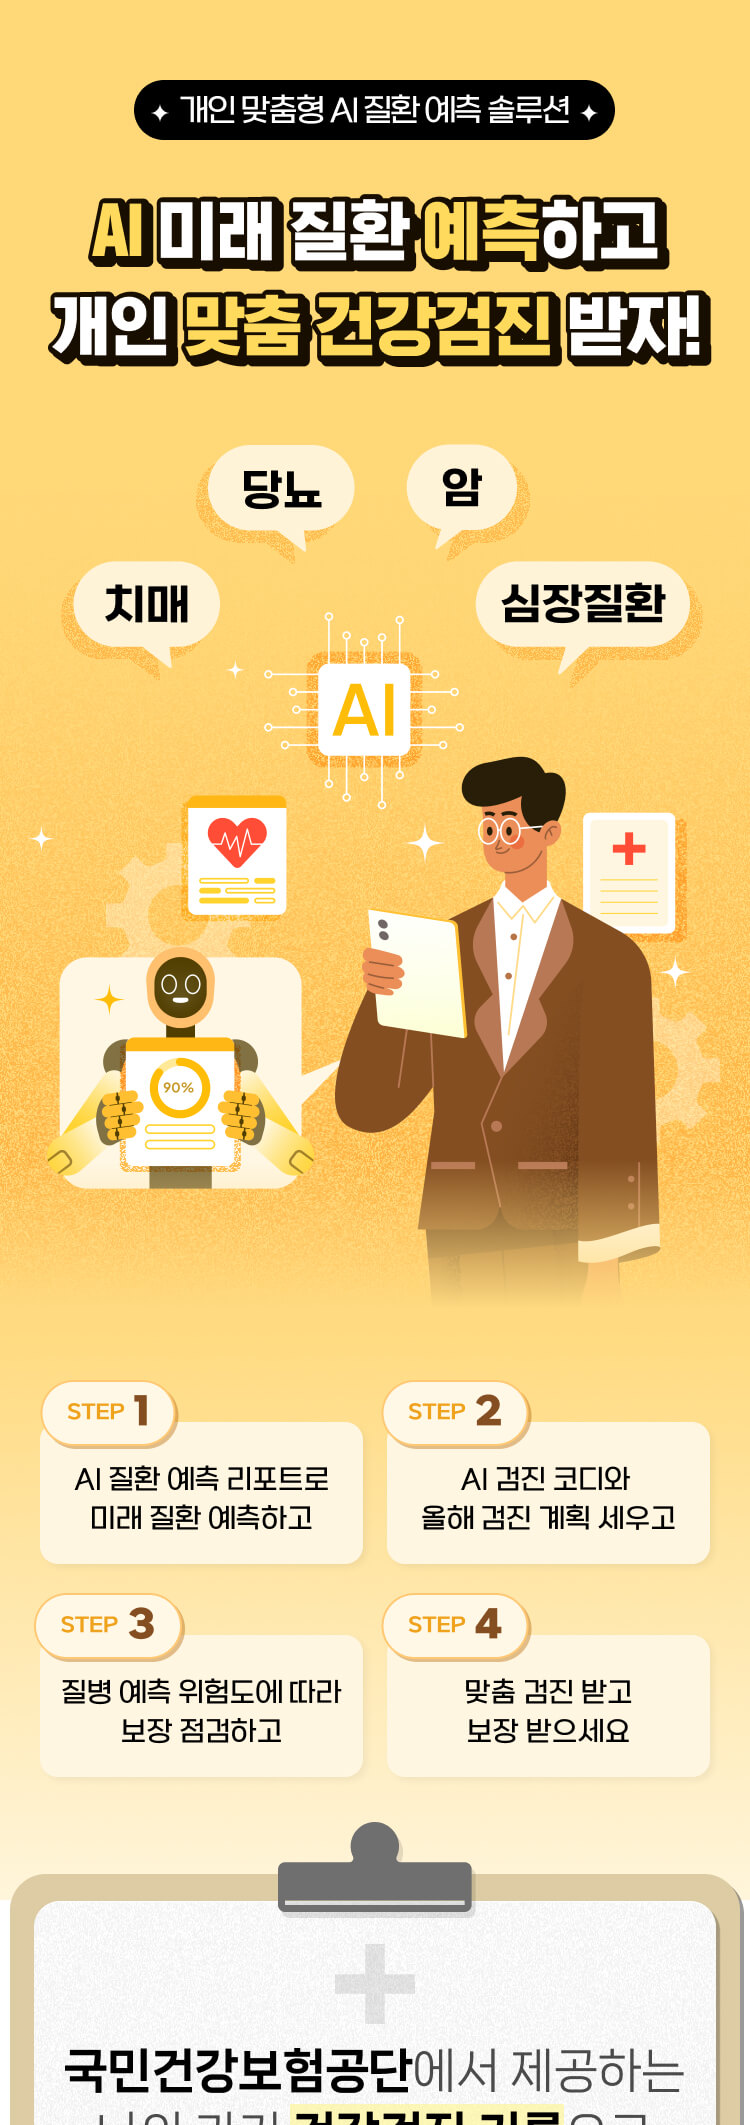 개인 맞춤형 AI 질환 예측 솔루션
AI 미래 질환 예측하고
개인 맞춤 건강검진 받자!
당뇨
암
치매
심장질환
AI
90%
STEP 1
AI 질환 예측 리포트로
미래 질환 예측하고
STEP 2
AI 검진 코디와
올해 검진 계획 세우고
STEP 3
질병 예측 위험도에 따라
보장 점검하고
STEP 4
맞춤 검진 받고
보장 받으세요
국민건강보험공단에서 제공하는